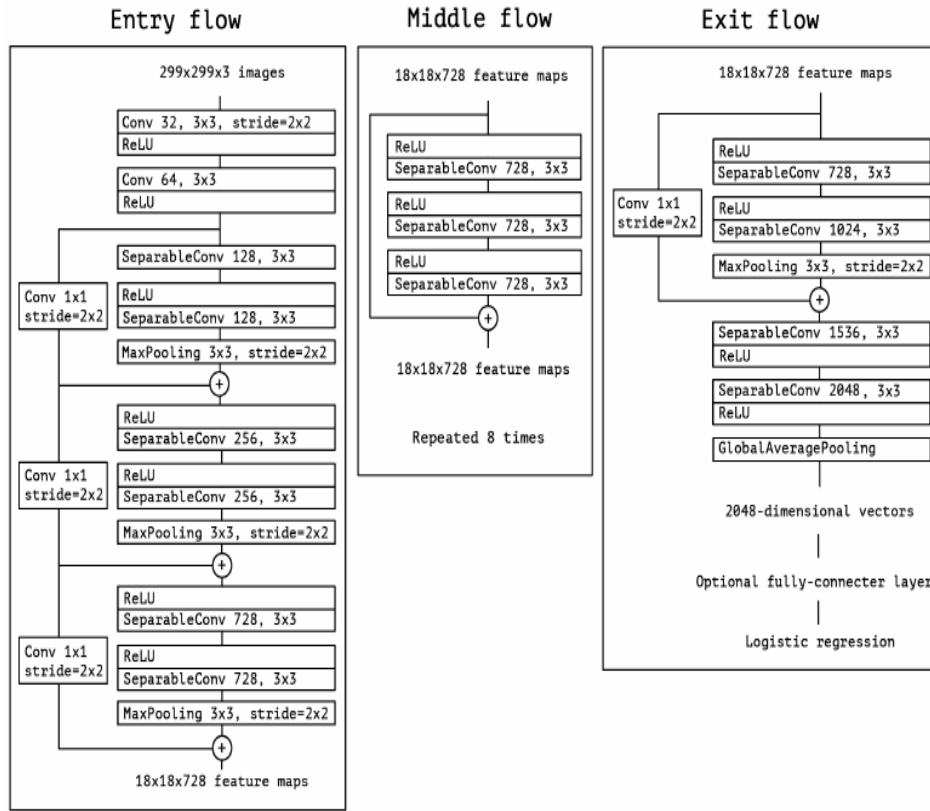 Entry flow
299x299x3 images
Conv 32, 3x3, stride=2x2
ReLU
Conv 64, 3x3
ReLU
SeparableConv 128, 3x3
Conv 1x1
stride=2x2
ReLU
SeparableConv 128, 3x3
MaxPooling 3x3, stride=2x2
+
ReLU
SeparableConv 256, 3x3
Conv 1x1
stride=2x2
ReLU
SeparableConv 256, 3x3
MaxPooling 3x3, stride=2x2
+
ReLU
SeparableConv 728, 3x3
Conv 1x1
stride=2x2
ReLU
SeparableConv 728, 3x3
MaxPooling 3x3, stride=2x2
+
18x18x728 feature maps
Middle flow
18x18x728 feature maps
ReLU
SeparableConv 728, 3x3
ReLU
SeparableConv 728, 3x3
ReLU
SeparableConv 728, 3x3
+
18x18x728 feature maps
Repeated 8 times
Exit flow
18x18x728 feature maps
ReLU
SeparableConv 728, 3x3
Conv 1x1
stride=2x2
ReLU
SeparableConv 1024, 3x3
MaxPooling 3x3, stride=2x2
+
SeparableConv 1536, 3x3
ReLU
SeparableConv 2048, 3x3
ReLU
GlobalAveragePooling
2048-dimensional vectors
Optional fully-connecter layer
Logistic regression